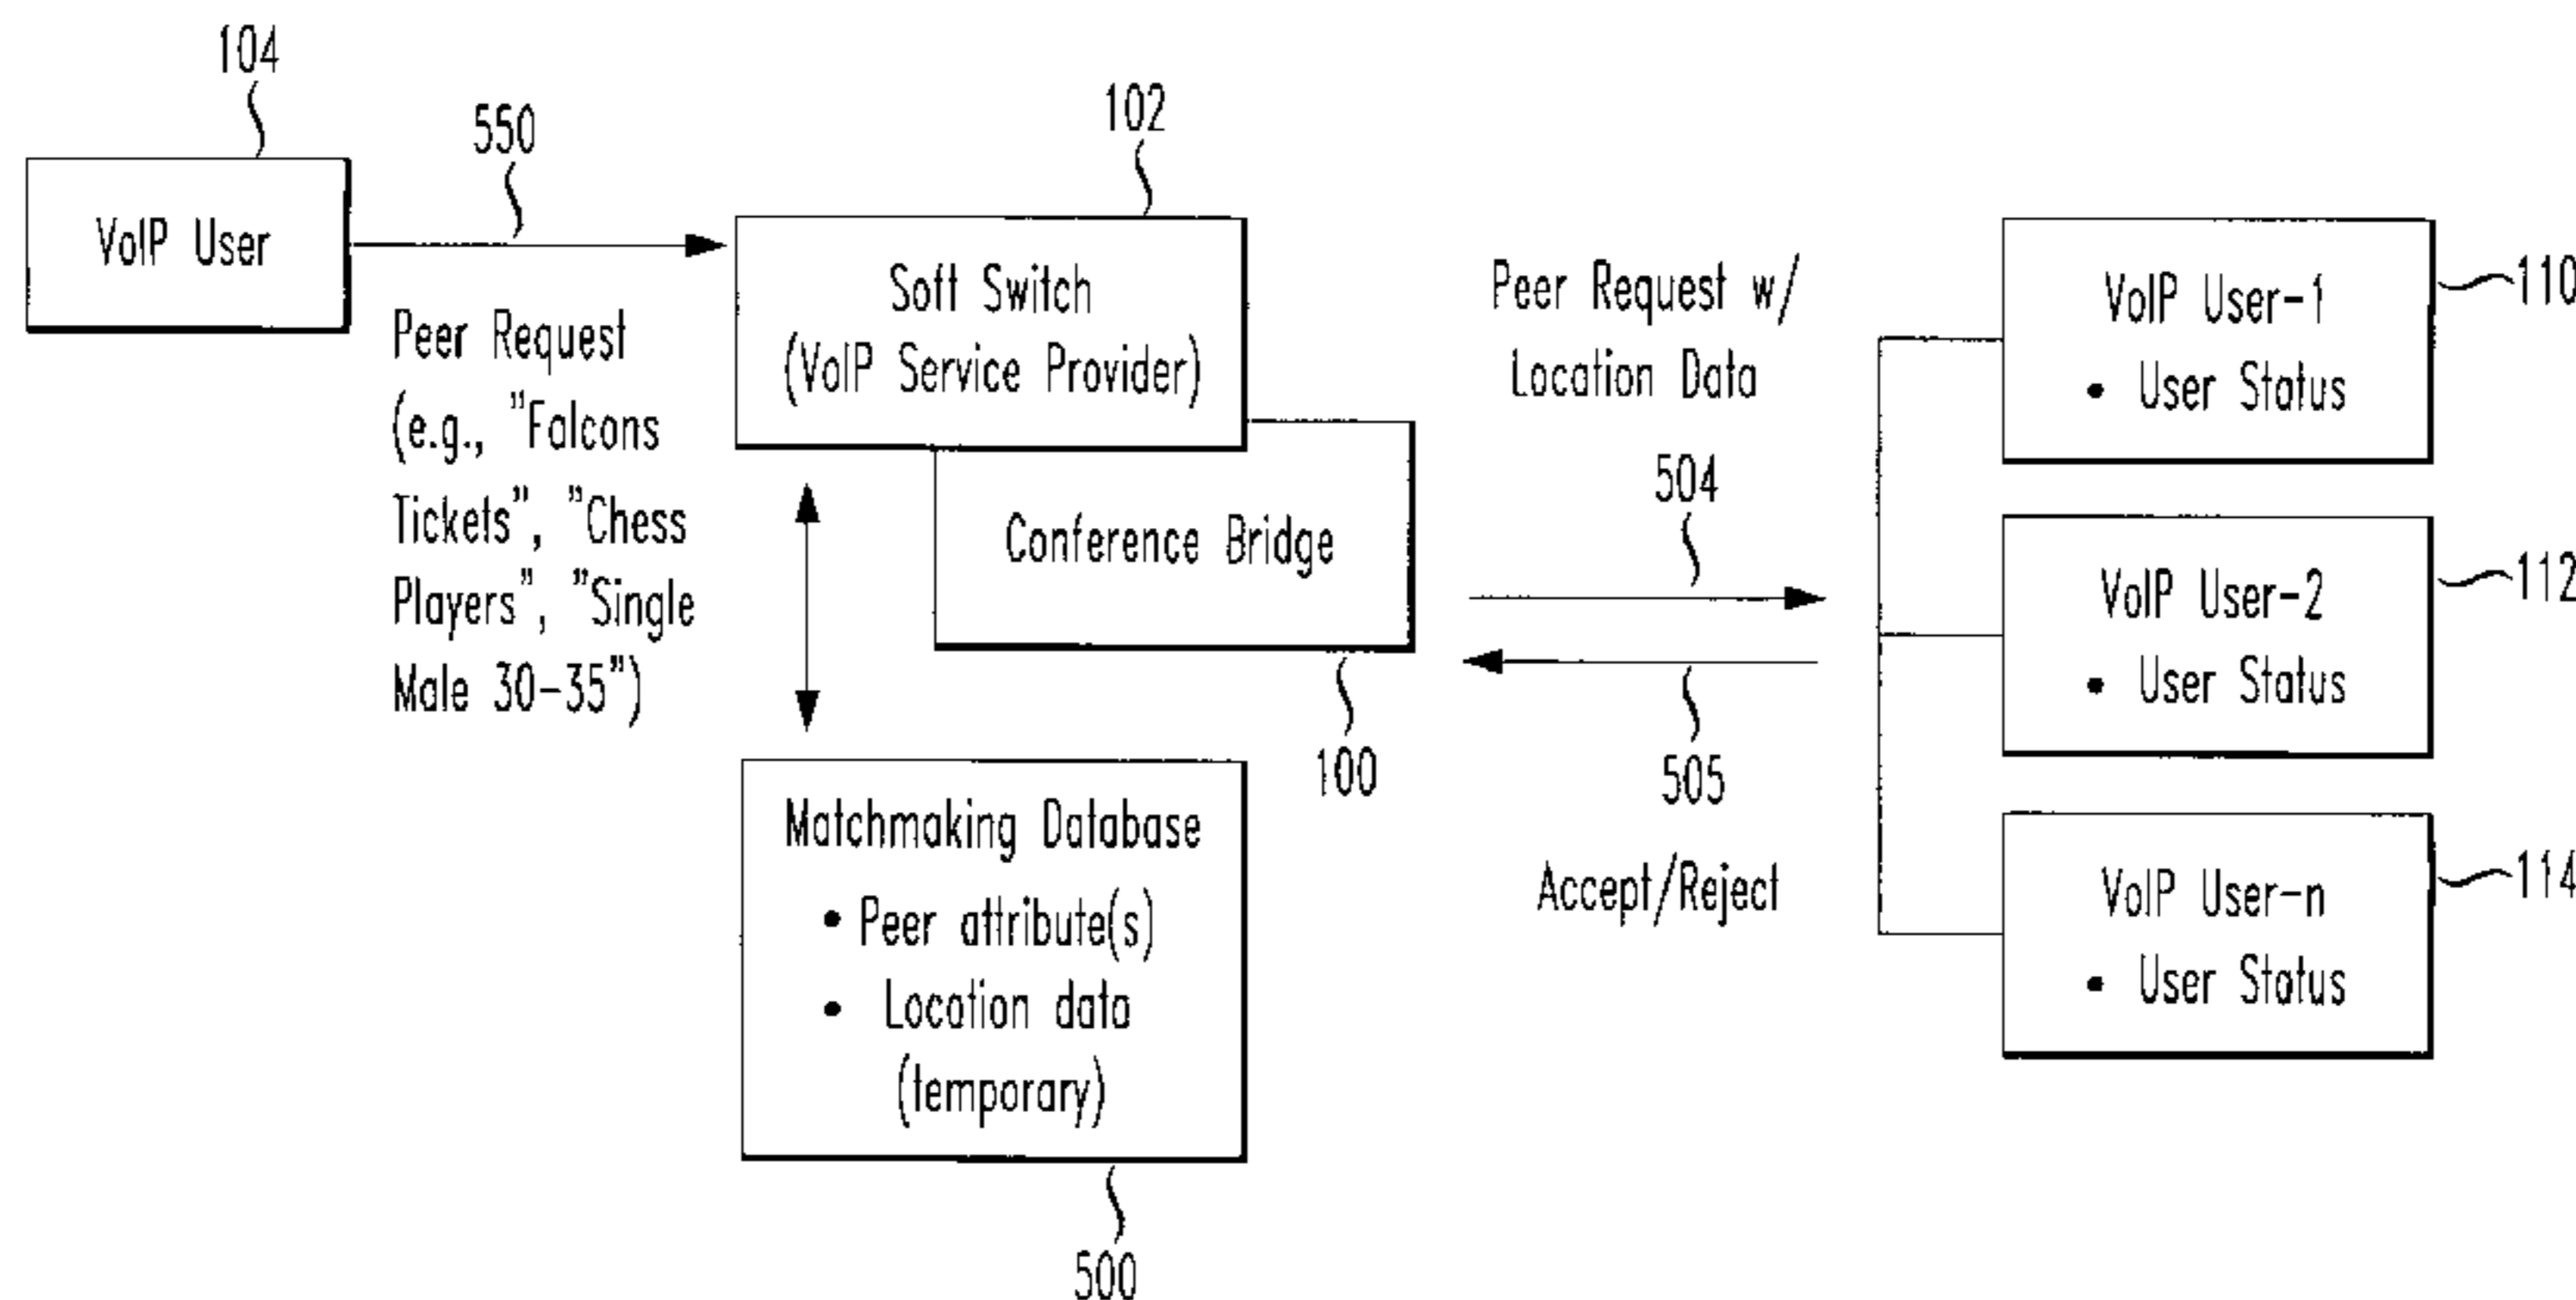 104
VoIP User
550
Peer Request
(e.g., "Falcons
Tickets", "Chess
Players", "Single
Male 30-35")
102
Soft Switch
(VoIP Service Provider)
Conference Bridge
100
Matchmaking Database
• Peer attribute(s)
• Location data
(temporary)
500
Peer Request w/
Location Data
504
505
Accept/Reject
VoIP User-1
• User Status
110
VoIP User-2
• User Status
112
VoIP User-n
• User Status
114